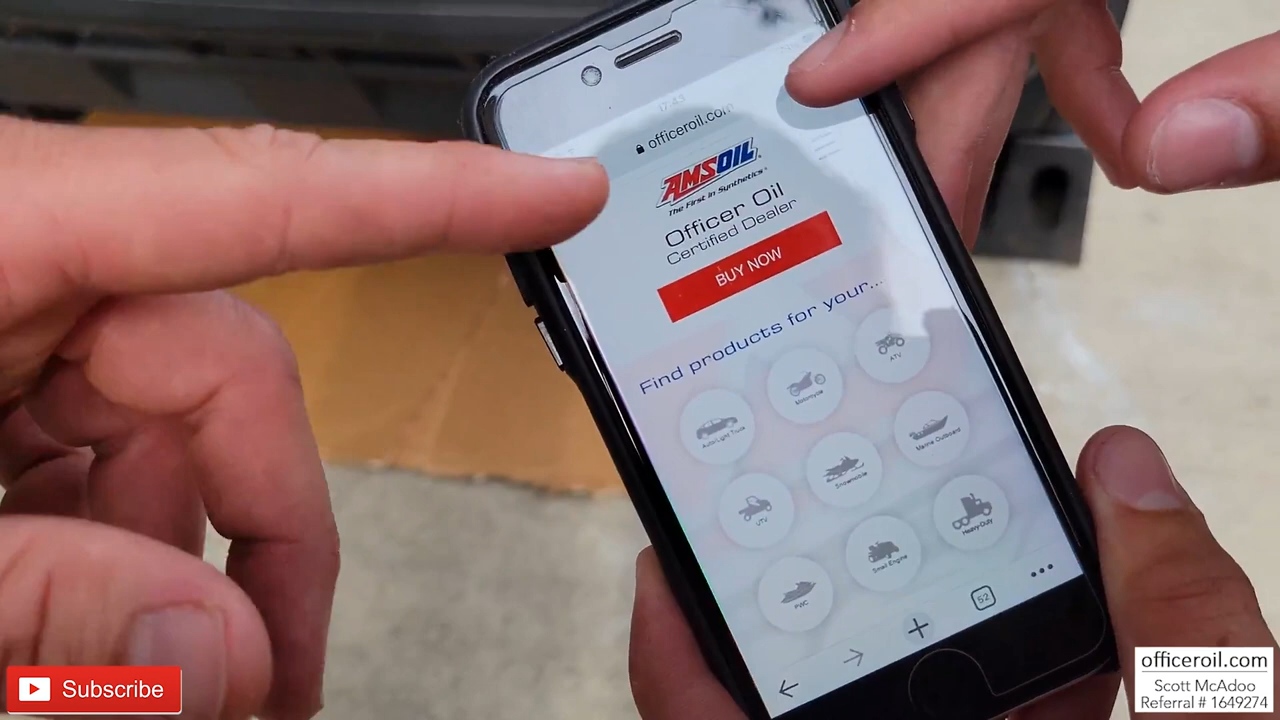 17:43
officeroil.com
AMSOIL
The First in Synthetics
Officer Oil
Certified Dealer
BUY NOW
Find products for your...
Auto/Light Truck
Motorcycle
ATV
UTV
Snowmobile
Marine Outboard
PWC
Small Engine
Heavy-Duty
52
Subscribe
officeroil.com
Scott McAdoo
Referral # 1649274